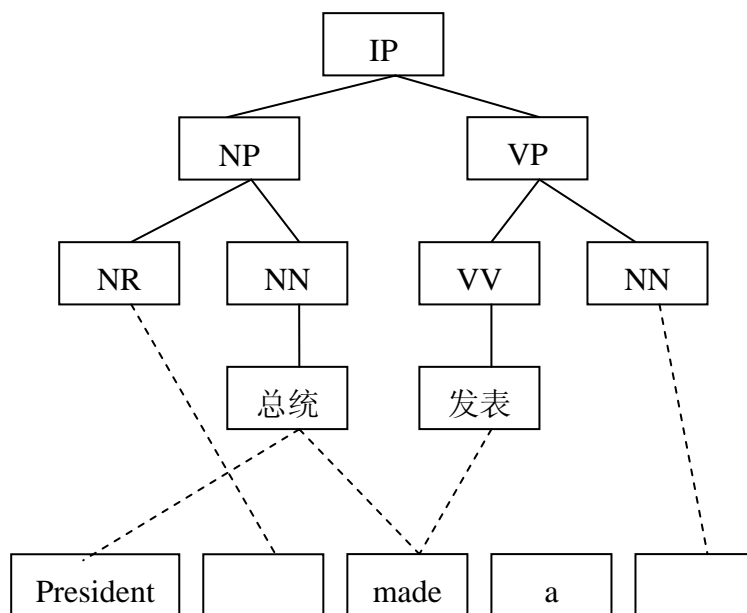 IP
NP VP
NR NN VV NN
总统 发表
President made a